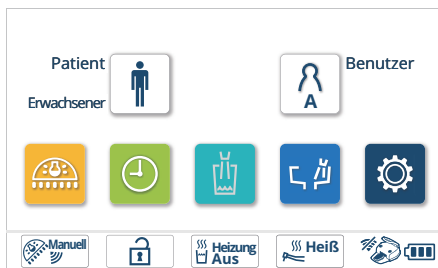 Patient
Benutzer
Erwachsener
A
Manuell
Heizung
Aus
Heiß